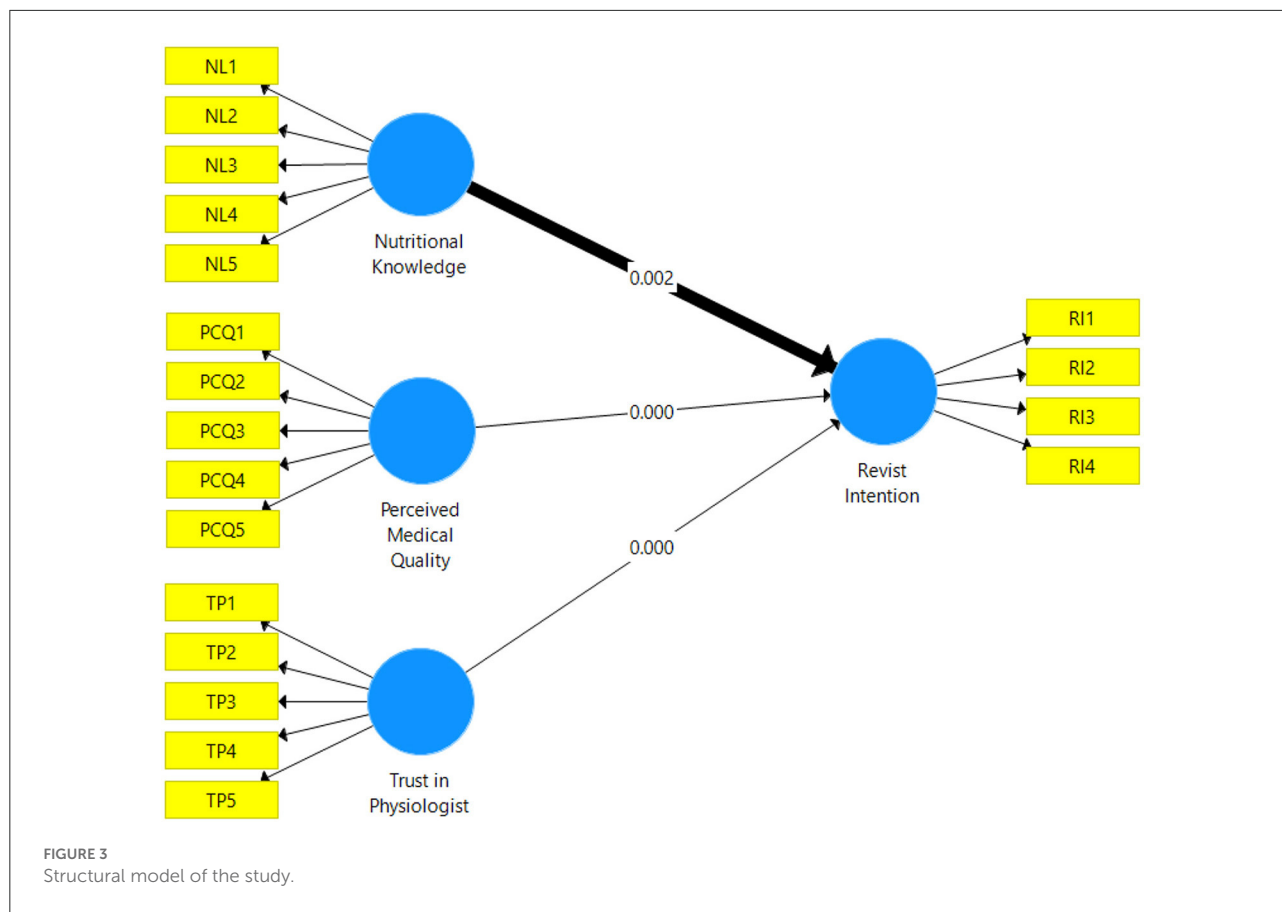 NL1
NL2
NL3
NL4
NL5
Nutritional
Knowledge
0.002
PCQ1
PCQ2
PCQ3
PCQ4
PCQ5
Perceived
Medical
Quality
0.000
RI1
RI2
RI3
RI4
Revist
Intention
0.000
TP1
TP2
TP3
TP4
TP5
Trust in
Physiologist
FIGURE 3
Structural model of the study.